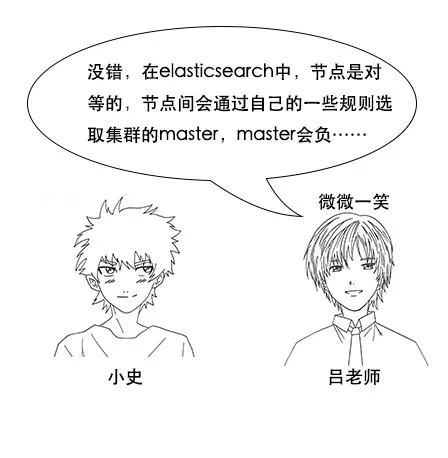 没错，在elasticsearch中，节点是对
等的，节点间会通过自己的一些规则选
取集群的master，master会负……
微微一笑
小史
吕老师